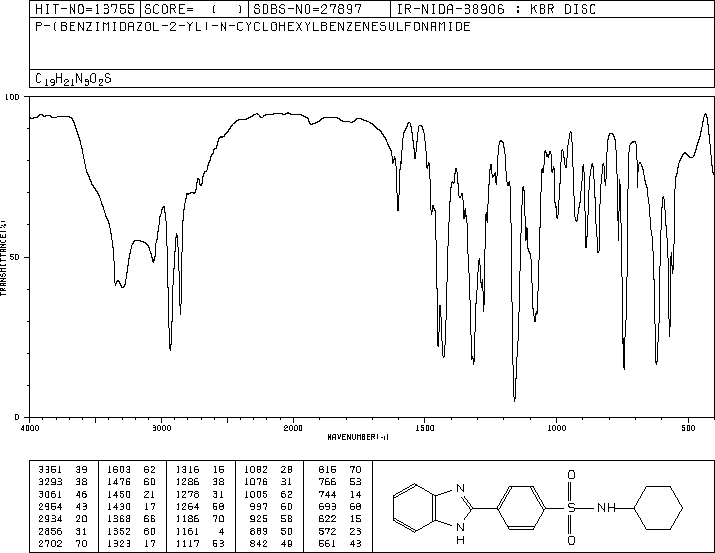 HIT-NO=13755 SCORE= ( ) SDBS-NO=27897 IR-NIDA-38906 : KBR DISC
P-(BENZIMIDAZOL-2-YL)-N-CYCLOHEXYLBENZENESULFONAMIDE
C19H21N3O2S
100
50
0
TRANSMITTANCE(%)
4000 3000 2000 1500 1000 500
WAVENUMBER(-1)
3351 39 1603 62 1316 15 1082 28 815 70
3293 38 1476 60 1286 38 1076 31 766 53
3061 46 1450 21 1278 31 1005 62 744 14
2954 43 1430 17 1264 58 997 60 693 68
2934 20 1368 66 1186 70 925 58 622 15
2856 31 1352 60 1161 4 889 50 572 23
2702 70 1323 17 1117 53 842 49 561 43
O
N
S NH
N
H
O